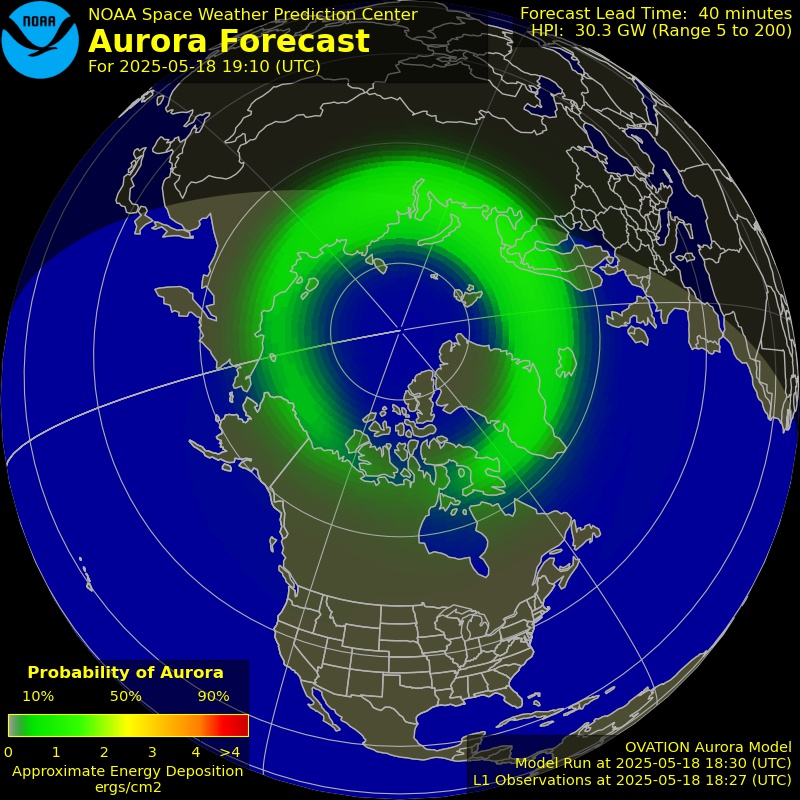 NOAA
NOAA Space Weather Prediction Center
Aurora Forecast
For 2025-05-18 19:10 (UTC)
Forecast Lead Time: 40 minutes
HPI: 30.3 GW (Range 5 to 200)
Probability of Aurora
10% 50% 90%
0 1 2 3 4 >4
Approximate Energy Deposition
ergs/cm2
OVATION Aurora Model
Model Run at 2025-05-18 18:30 (UTC)
L1 Observations at 2025-05-18 18:27 (UTC)